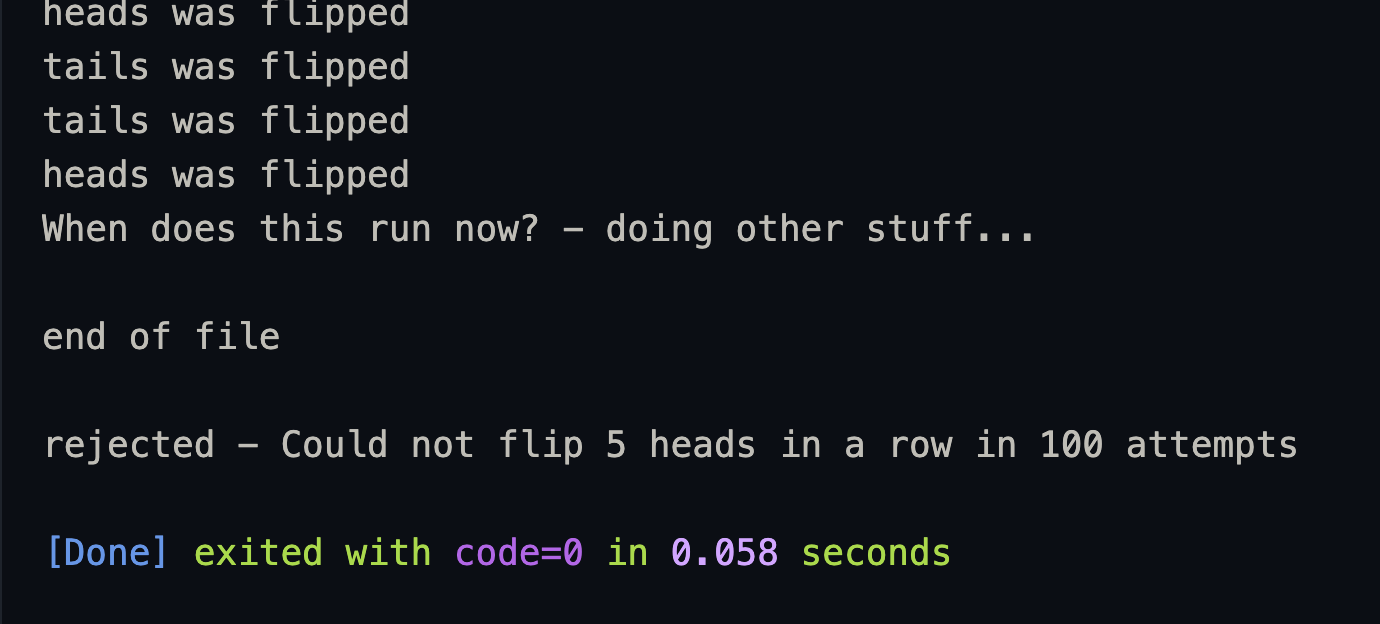 heads was flipped
tails was flipped
tails was flipped
heads was flipped
When does this run now? - doing other stuff...
end of file
rejected - Could not flip 5 heads in a row in 100 attempts
[Done] exited with code=0 in 0.058 seconds